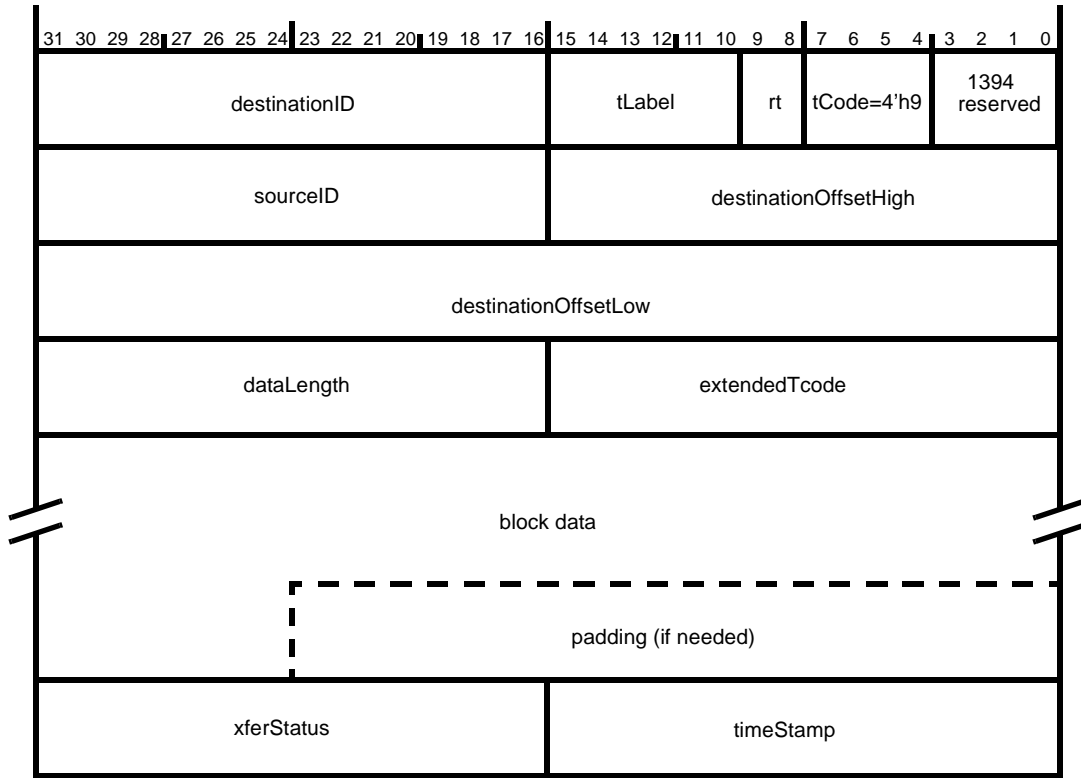 31 30 29 28 27 26 25 24 23 22 21 20 19 18 17 16 15 14 13 12 11 10 9 8 7 6 5 4 3 2 1 0
destinationID tLabel rt tCode=4'h9 1394
reserved
sourceID destinationOffsetHigh
destinationOffsetLow
dataLength extendedTcode
block data
padding (if needed)
xferStatus timeStamp